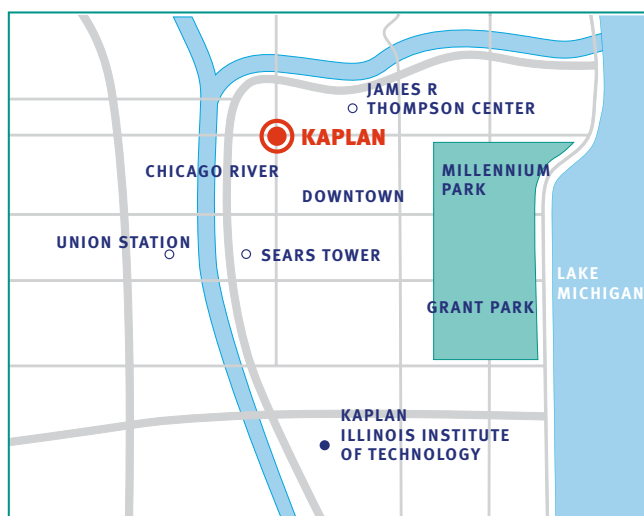 JAMES R
THOMPSON CENTER
KAPLAN
CHICAGO RIVER
MILLENNIUM
PARK
DOWNTOWN
UNION STATION
SEARS TOWER
LAKE
MICHIGAN
GRANT PARK
KAPLAN
ILLINOIS INSTITUTE
OF TECHNOLOGY